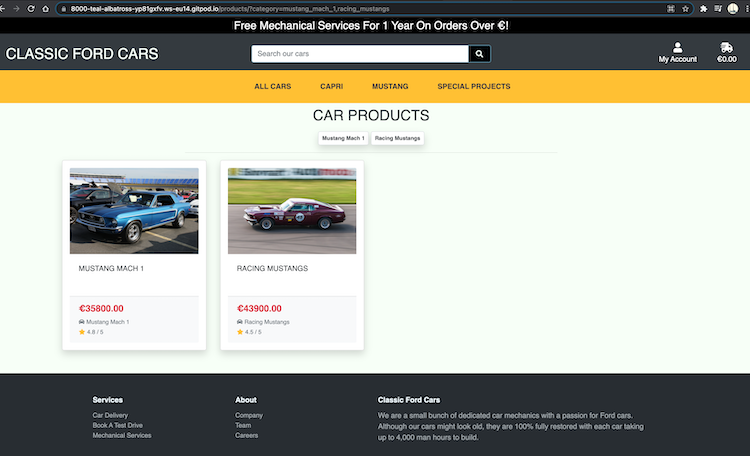 8000-teal-albatross-yp81gxfv.ws-eu14.gitpod.io/products/?category=mustang_mach_1,racing_mustangs
Free Mechanical Services For 1 Year On Orders Over €!
CLASSIC FORD CARS
Search our cars
My Account
€0.00
ALL CARS CAPRI MUSTANG SPECIAL PROJECTS
CAR PRODUCTS
Mustang Mach 1 Racing Mustangs
MUSTANG MACH 1
€35800.00
Mustang Mach 1
4.8 / 5
RACING MUSTANGS
€43900.00
Racing Mustangs
4.5 / 5
Services
Car Delivery
Book A Test Drive
Mechanical Services
About
Company
Team
Careers
Classic Ford Cars
We are a small bunch of dedicated car mechanics with a passion for Ford cars.
Although our cars might look old, they are 100% fully restored with each car taking
up to 4,000 man hours to build.